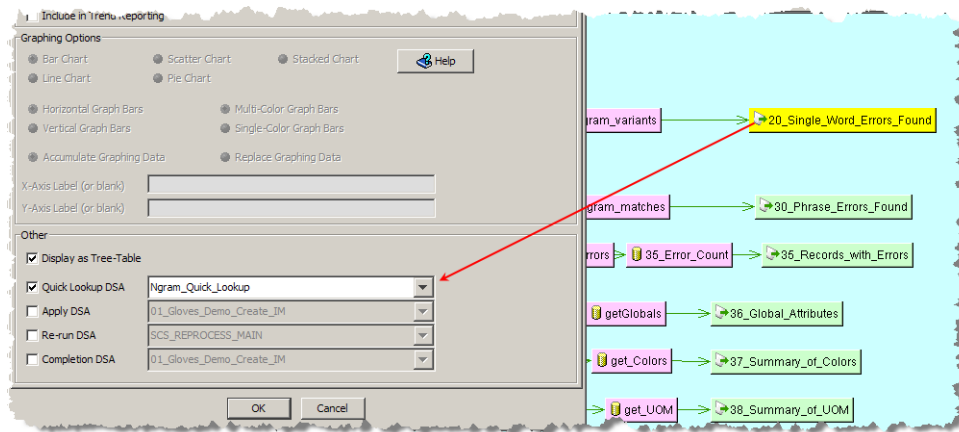 Include in Trend Reporting
Graphing Options
Bar Chart
Scatter Chart
Stacked Chart
Help
Line Chart
Pie Chart
Horizontal Graph Bars
Multi-Color Graph Bars
Vertical Graph Bars
Single-Color Graph Bars
Accumulate Graphing Data
Replace Graphing Data
X-Axis Label (or blank)
Y-Axis Label (or blank)
Other
Display as Tree-Table
Quick Lookup DSA
Ngram_Quick_Lookup
Apply DSA
01_Gloves_Demo_Create_IM
Re-run DSA
SCS_REPROCESS_MAIN
Completion DSA
01_Gloves_Demo_Create_IM
OK
Cancel
gram_variants
20_Single_Word_Errors_Found
gram_matches
30_Phrase_Errors_Found
rrors
35_Error_Count
35_Records_with_Errors
getGlobals
36_Global_Attributes
get_Colors
37_Summary_of_Colors
get_UOM
38_Summary_of_UOM